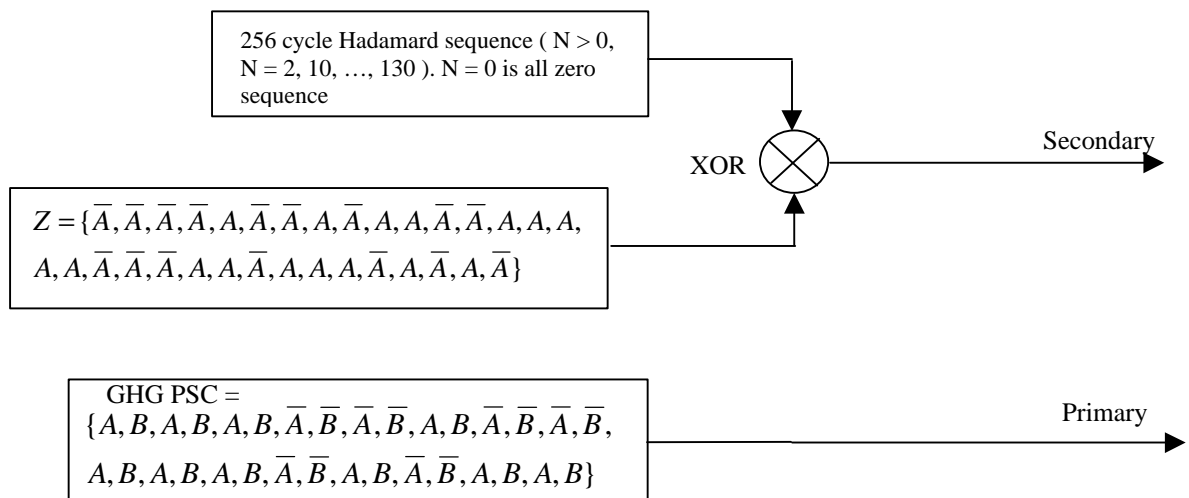 256 cycle Hadamard sequence ( N > 0,
N = 2, 10, …, 130 ). N = 0 is all zero
sequence
Secondary
XOR
Z = {A̅, A̅, A̅, A̅, A, A̅, A̅, A, A̅, A, A, A̅, A̅, A, A, A,
A, A, A̅, A̅, A̅, A, A, A̅, A, A, A, A̅, A, A̅, A, A̅}
GHG PSC =
{A, B, A, B, A, B, A̅, B̅, A̅, B̅, A, B, A̅, B̅, A̅, B̅,
A, B, A, B, A, B, A̅, B̅, A, B, A̅, B̅, A, B, A, B}
Primary